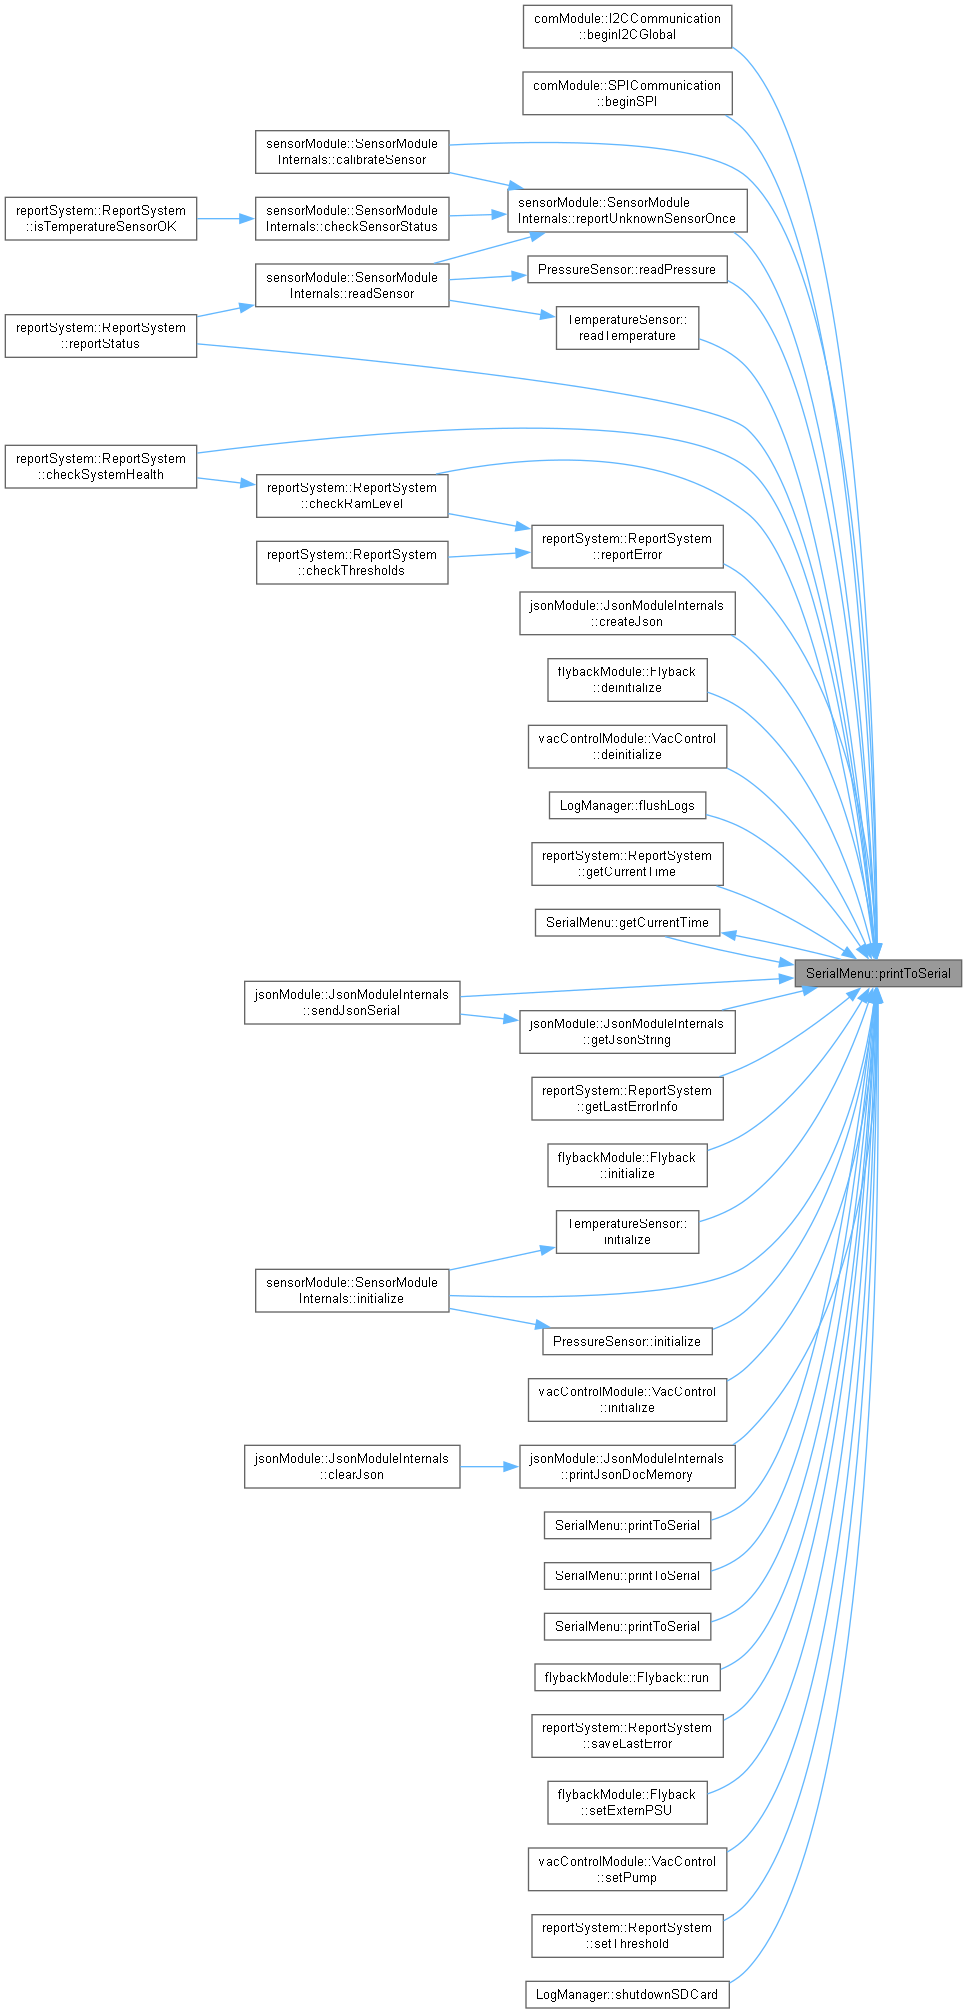 comModule::I2CCommunication
::beginI2CGlobal
comModule::SPICommunication
::beginSPI
sensorModule::SensorModule
Internals::calibrateSensor
sensorModule::SensorModule
Internals::reportUnknownSensorOnce
reportSystem::ReportSystem
::isTemperatureSensorOK
sensorModule::SensorModule
Internals::checkSensorStatus
sensorModule::SensorModule
Internals::readSensor
PressureSensor::readPressure
TemperatureSensor::
readTemperature
reportSystem::ReportSystem
::reportStatus
reportSystem::ReportSystem
::checkSystemHealth
reportSystem::ReportSystem
::checkRamLevel
reportSystem::ReportSystem
::reportError
reportSystem::ReportSystem
::checkThresholds
jsonModule::JsonModuleInternals
::createJson
flybackModule::Flyback
::deinitialize
vacControlModule::VacControl
::deinitialize
LogManager::flushLogs
reportSystem::ReportSystem
::getCurrentTime
SerialMenu::getCurrentTime
SerialMenu::printToSerial
jsonModule::JsonModuleInternals
::sendJsonSerial
jsonModule::JsonModuleInternals
::getJsonString
reportSystem::ReportSystem
::getLastErrorInfo
flybackModule::Flyback
::initialize
TemperatureSensor::
initialize
sensorModule::SensorModule
Internals::initialize
PressureSensor::initialize
vacControlModule::VacControl
::initialize
jsonModule::JsonModuleInternals
::clearJson
jsonModule::JsonModuleInternals
::printJsonDocMemory
SerialMenu::printToSerial
SerialMenu::printToSerial
SerialMenu::printToSerial
flybackModule::Flyback::run
reportSystem::ReportSystem
::saveLastError
flybackModule::Flyback
::setExternPSU
vacControlModule::VacControl
::setPump
reportSystem::ReportSystem
::setThreshold
LogManager::shutdownSDCard